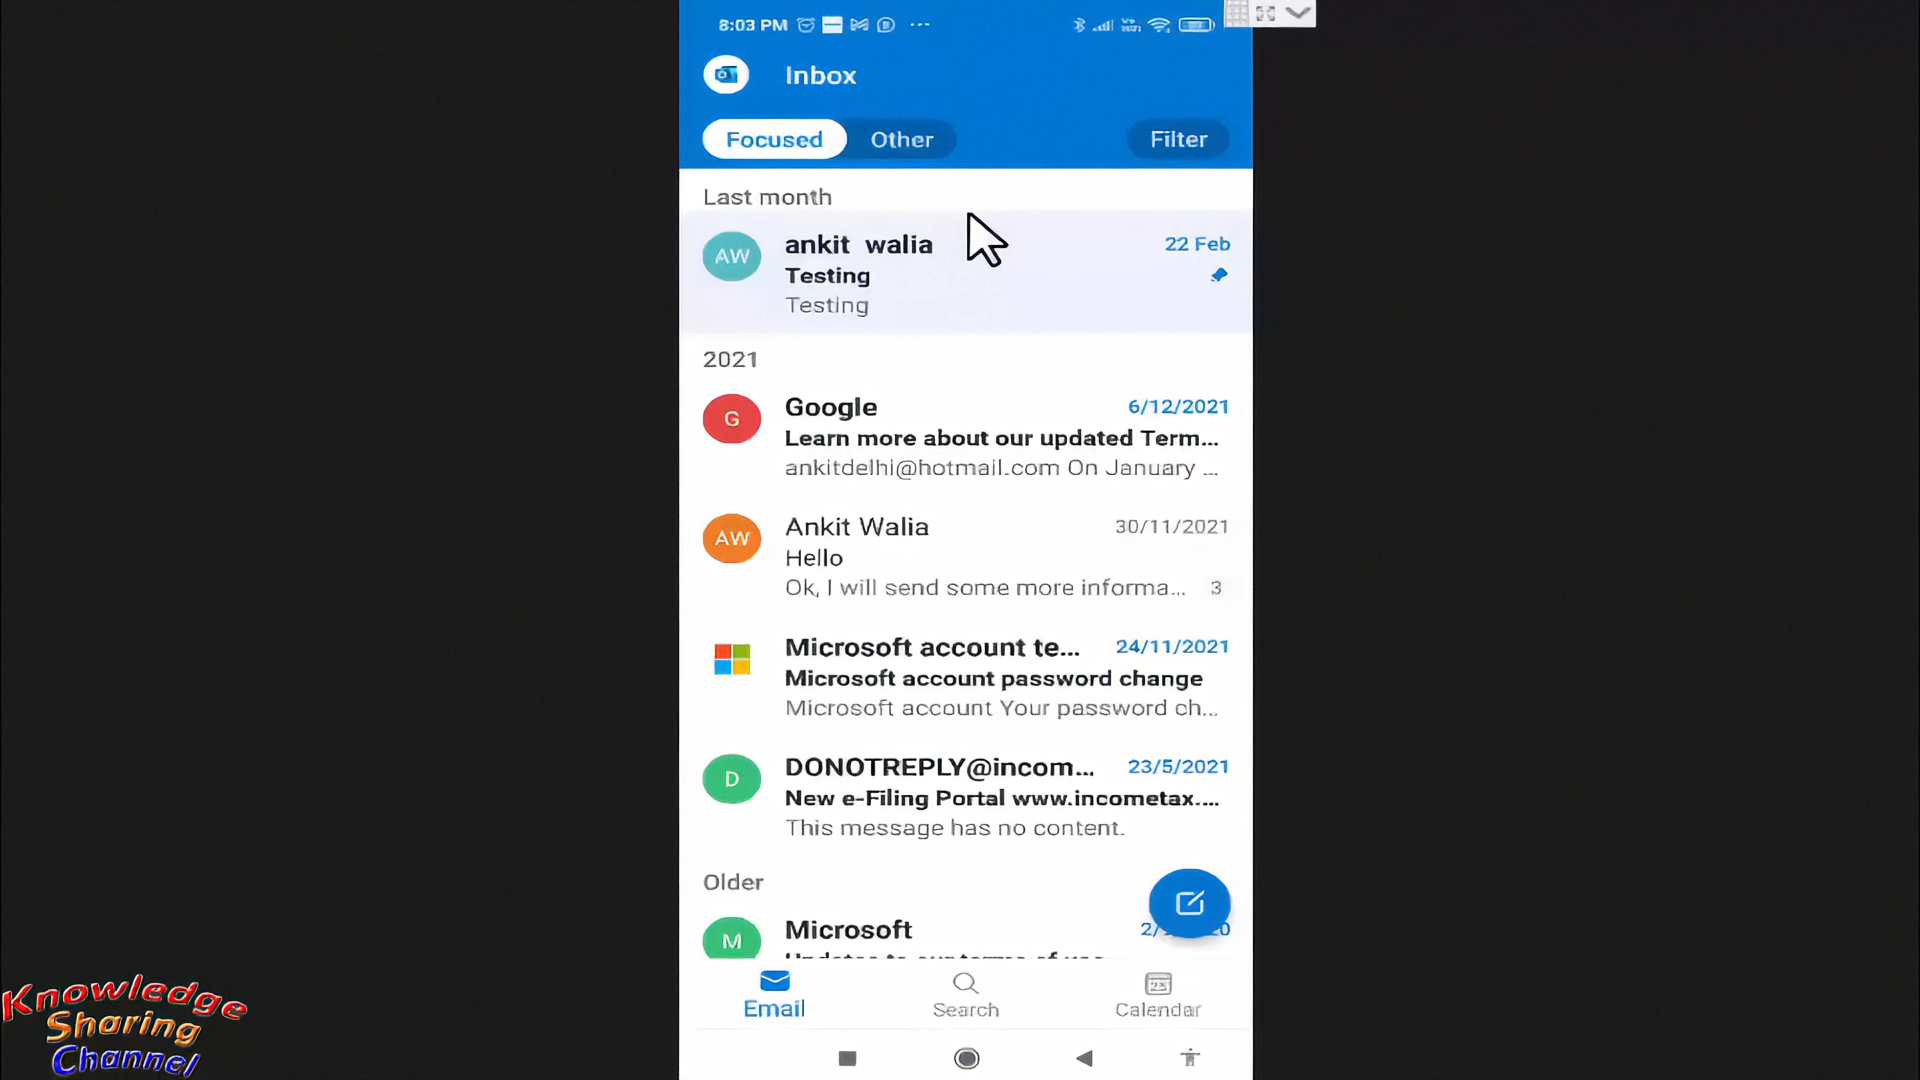 8:03 PM
Inbox
Focused Other Filter
Last month
AW
ankit walia 22 Feb
Testing
Testing
2021
G
Google 6/12/2021
Learn more about our updated Term...
ankitdelhi@hotmail.com On January ...
AW
Ankit Walia 30/11/2021
Hello
Ok, I will send some more informa... 3
Microsoft account te... 24/11/2021
Microsoft account password change
Microsoft account Your password ch...
D
DONOTREPLY@incom... 23/5/2021
New e-Filing Portal www.incometax....
This message has no content.
Older
M
Microsoft
Email Search Calendar
Knowledge
Sharing
Channel